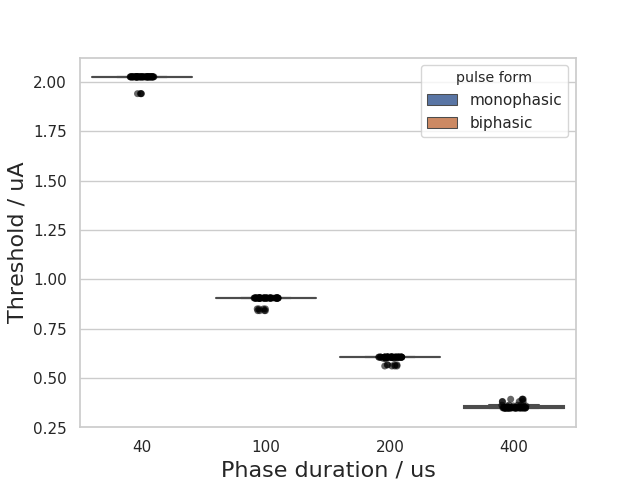 pulse form
monophasic
biphasic
2.00
1.75
1.50
1.25
1.00
0.75
0.50
0.25
Threshold / uA
40
100
200
400
Phase duration / us